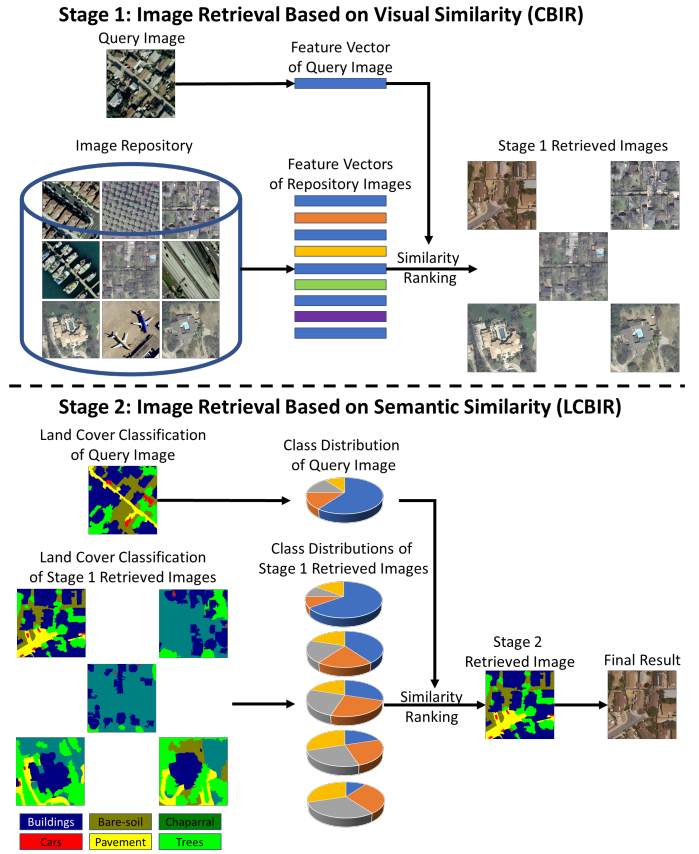 Stage 1: Image Retrieval Based on Visual Similarity (CBIR)
Query Image
Feature Vector
of Query Image
Image Repository
Feature Vectors
of Repository Images
Stage 1 Retrieved Images
Similarity
Ranking
Stage 2: Image Retrieval Based on Semantic Similarity (LCBIR)
Land Cover Classification
of Query Image
Class Distribution
of Query Image
Land Cover Classification
of Stage 1 Retrieved Images
Class Distributions of
Stage 1 Retrieved Images
Similarity
Ranking
Stage 2
Retrieved Image
Final Result
Buildings
Bare-soil
Chaparral
Cars
Pavement
Trees